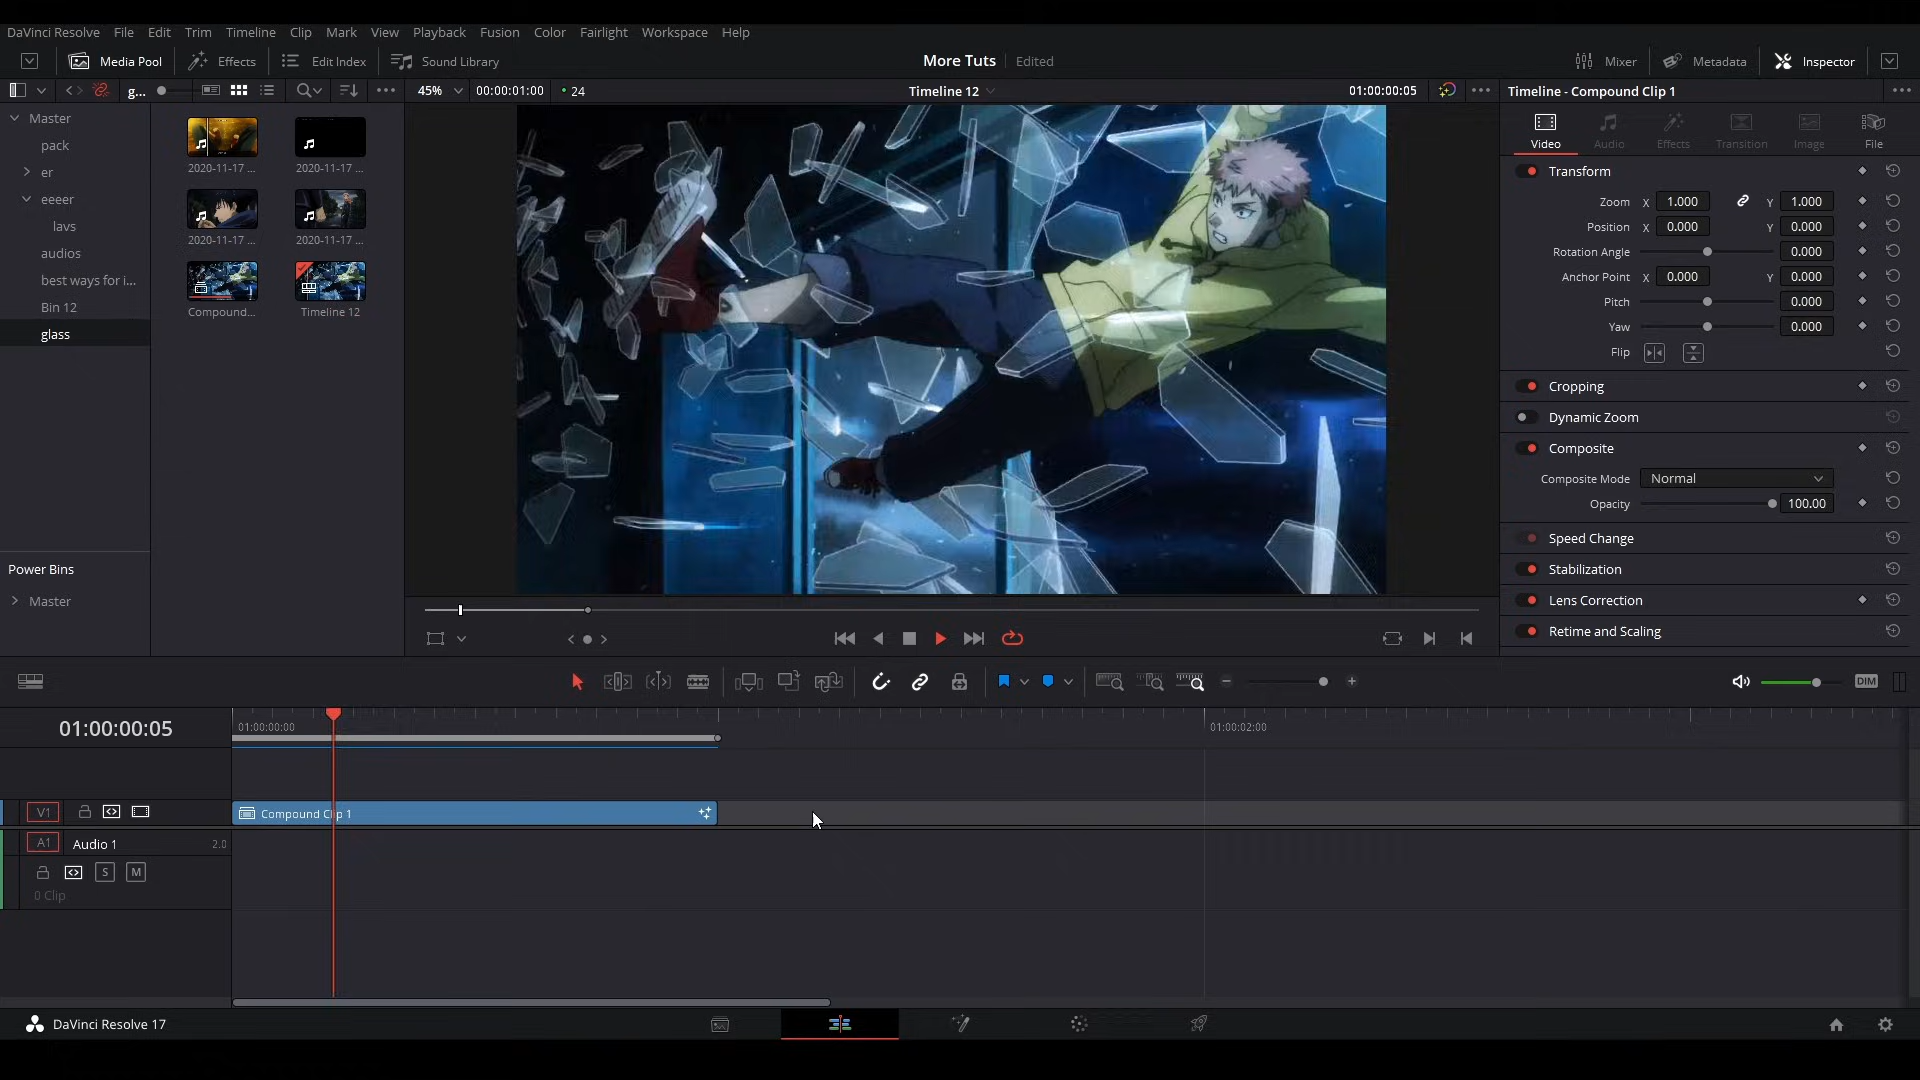 DaVinci Resolve File Edit Trim Timeline Clip Mark View Playback Fusion Color Fairlight Workspace Help
Media Pool Effects Edit Index Sound Library More Tuts Edited Mixer Metadata Inspector
g... 45% 00:00:01:00 24 Timeline 12 01:00:00:05 Timeline - Compound Clip 1
Master
pack
er
eeeer
lavs
audios
best ways for i...
Bin 12
glass
Power Bins
Master
2020-11-17 ... 2020-11-17 ...
2020-11-17 ... 2020-11-17 ...
Compound... Timeline 12
Video Audio Effects Transition Image File
Transform
Zoom X 1.000 Y 1.000
Position X 0.000 Y 0.000
Rotation Angle 0.000
Anchor Point X 0.000 Y 0.000
Pitch 0.000
Yaw 0.000
Flip
Cropping
Dynamic Zoom
Composite
Composite Mode Normal
Opacity 100.00
Speed Change
Stabilization
Lens Correction
Retime and Scaling
DIM
01:00:00:05 01:00:00:00 01:00:02:00
V1 Compound Clip 1
A1 Audio 1 2.0
S M
0 Clip
DaVinci Resolve 17